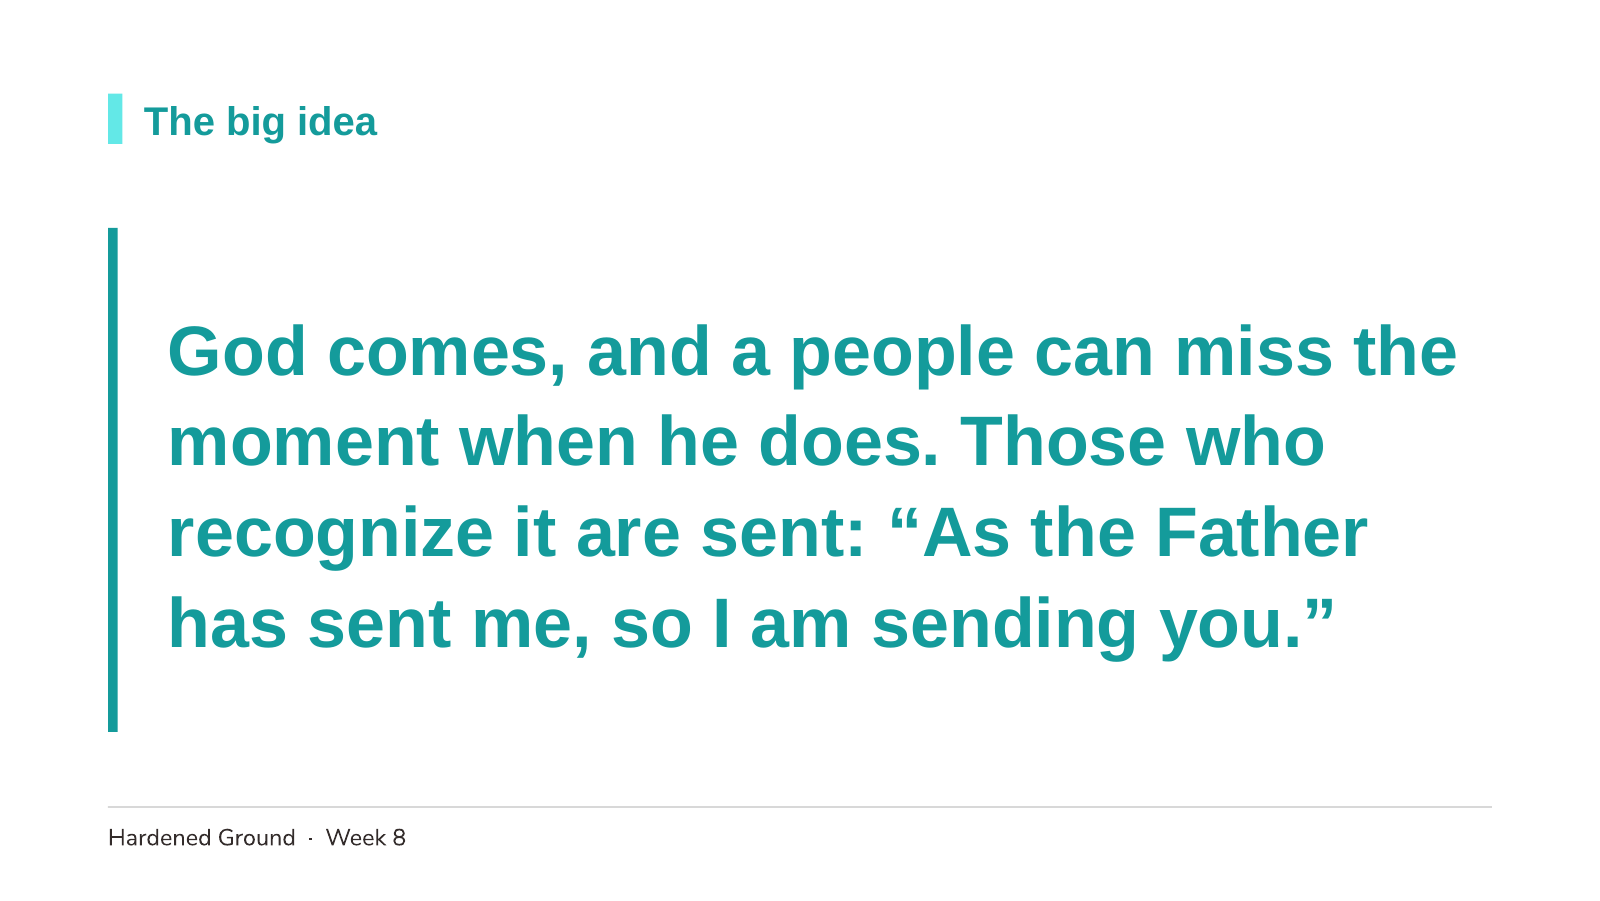 The big idea
God comes, and a people can miss the
moment when he does. Those who
recognize it are sent: “As the Father
has sent me, so I am sending you.”
Hardened Ground · Week 8